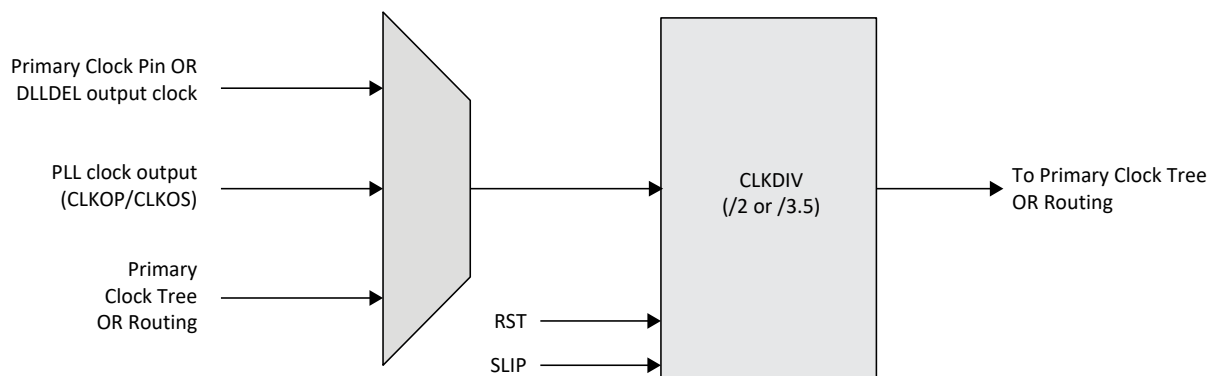 Primary Clock Pin OR
DLLDEL output clock
PLL clock output
(CLKOP/CLKOS)
Primary
Clock Tree
OR Routing
RST
SLIP
CLKDIV
(/2 or /3.5)
To Primary Clock Tree
OR Routing